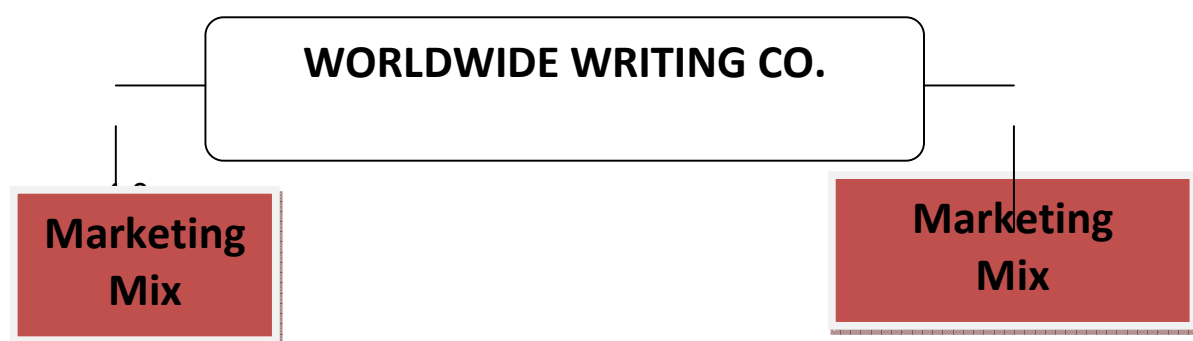 WORLDWIDE WRITING CO.
Marketing
Mix
Marketing
Mix